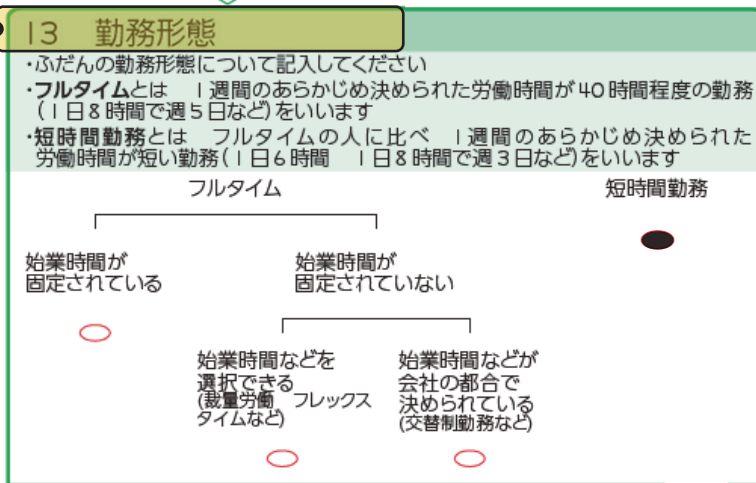 13 勤務形態
・ふだんの勤務形態について記入してください
・フルタイムとは 1週間のあらかじめ決められた労働時間が40時間程度の勤務
(1日8時間で週5日など)をいいます
・短時間勤務とは フルタイムの人に比べ 1週間のあらかじめ決められた
労働時間が短い勤務(1日6時間 1日8時間で週3日など)をいいます
フルタイム
短時間勤務
始業時間が
固定されている
始業時間が
固定されていない
始業時間などを
選択できる
(裁量労働 フレックス
タイムなど)
始業時間などが
会社の都合で
決められている
(交替制勤務など)